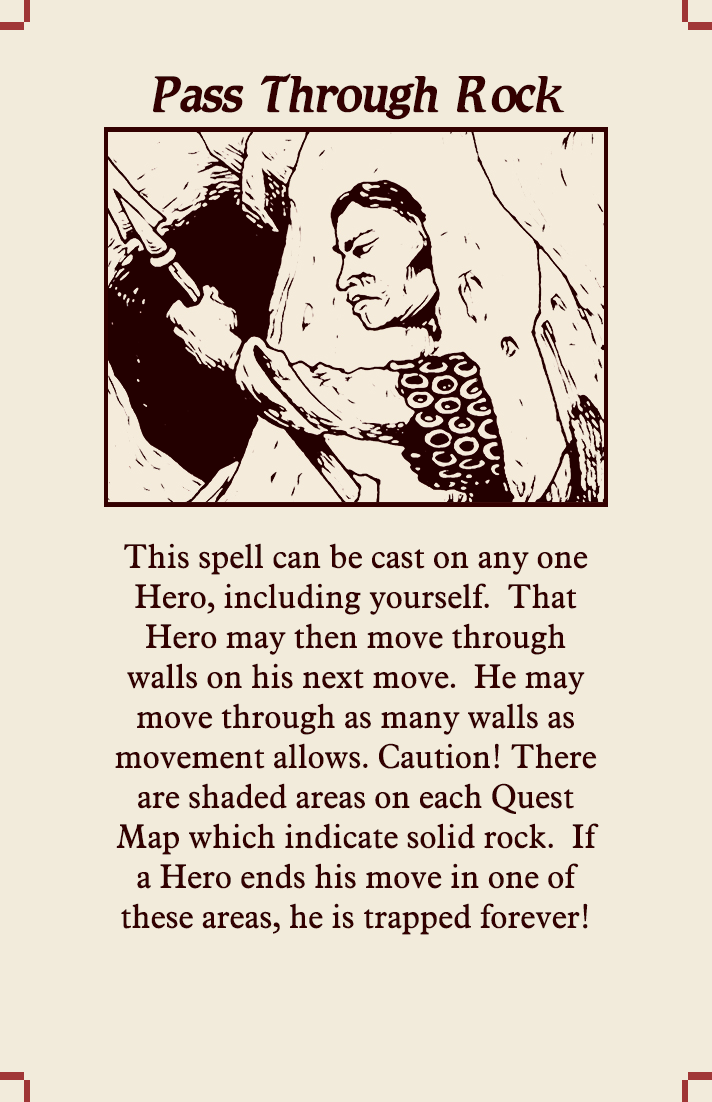 Pass Through Rock
This spell can be cast on any one
Hero, including yourself.  That
Hero may then move through
walls on his next move.  He may
move through as many walls as
movement allows. Caution! There
are shaded areas on each Quest
Map which indicate solid rock.  If
a Hero ends his move in one of
these areas, he is trapped forever!